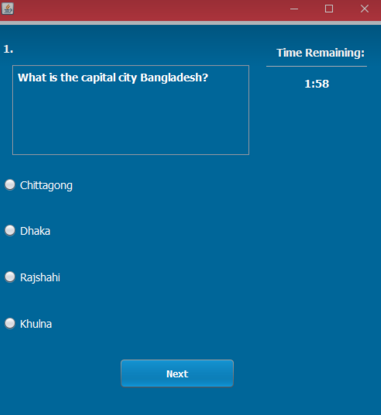 1.
What is the capital city Bangladesh?
Time Remaining:
1:58
Chittagong
Dhaka
Rajshahi
Khulna
Next